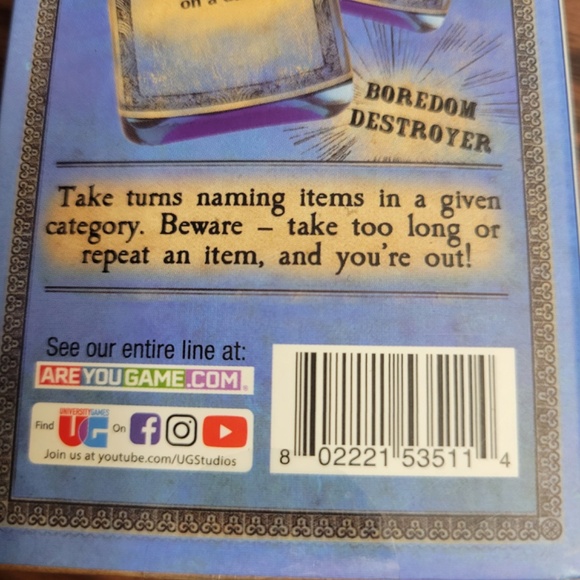 on a
BOREDOM
DESTROYER
Take turns naming items in a given
category. Beware – take too long or
repeat an item, and you're out!
See our entire line at:
AREYOUGAME.COM
UNIVERSITY GAMES
Find UG On
Join us at youtube.com/UGStudios
8 02221 53511 4